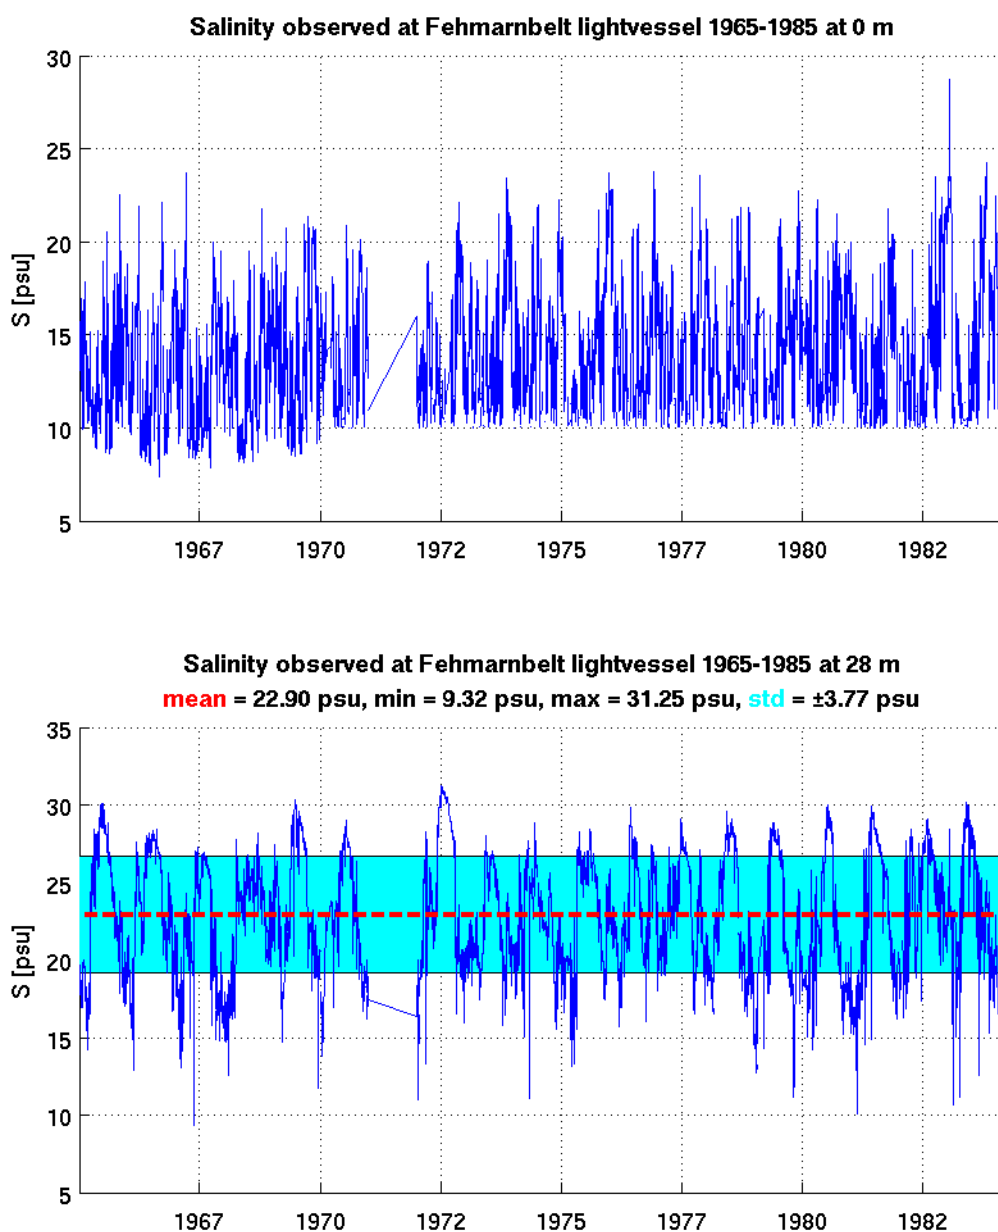 Salinity observed at Fehmarnbelt lightvessel 1965-1985 at 0 m
30
25
20
15
10
5
S [psu]
1967 1970 1972 1975 1977 1980 1982
Salinity observed at Fehmarnbelt lightvessel 1965-1985 at 28 m
mean = 22.90 psu, min = 9.32 psu, max = 31.25 psu, std = ±3.77 psu
35
30
25
20
15
10
5
S [psu]
1967 1970 1972 1975 1977 1980 1982